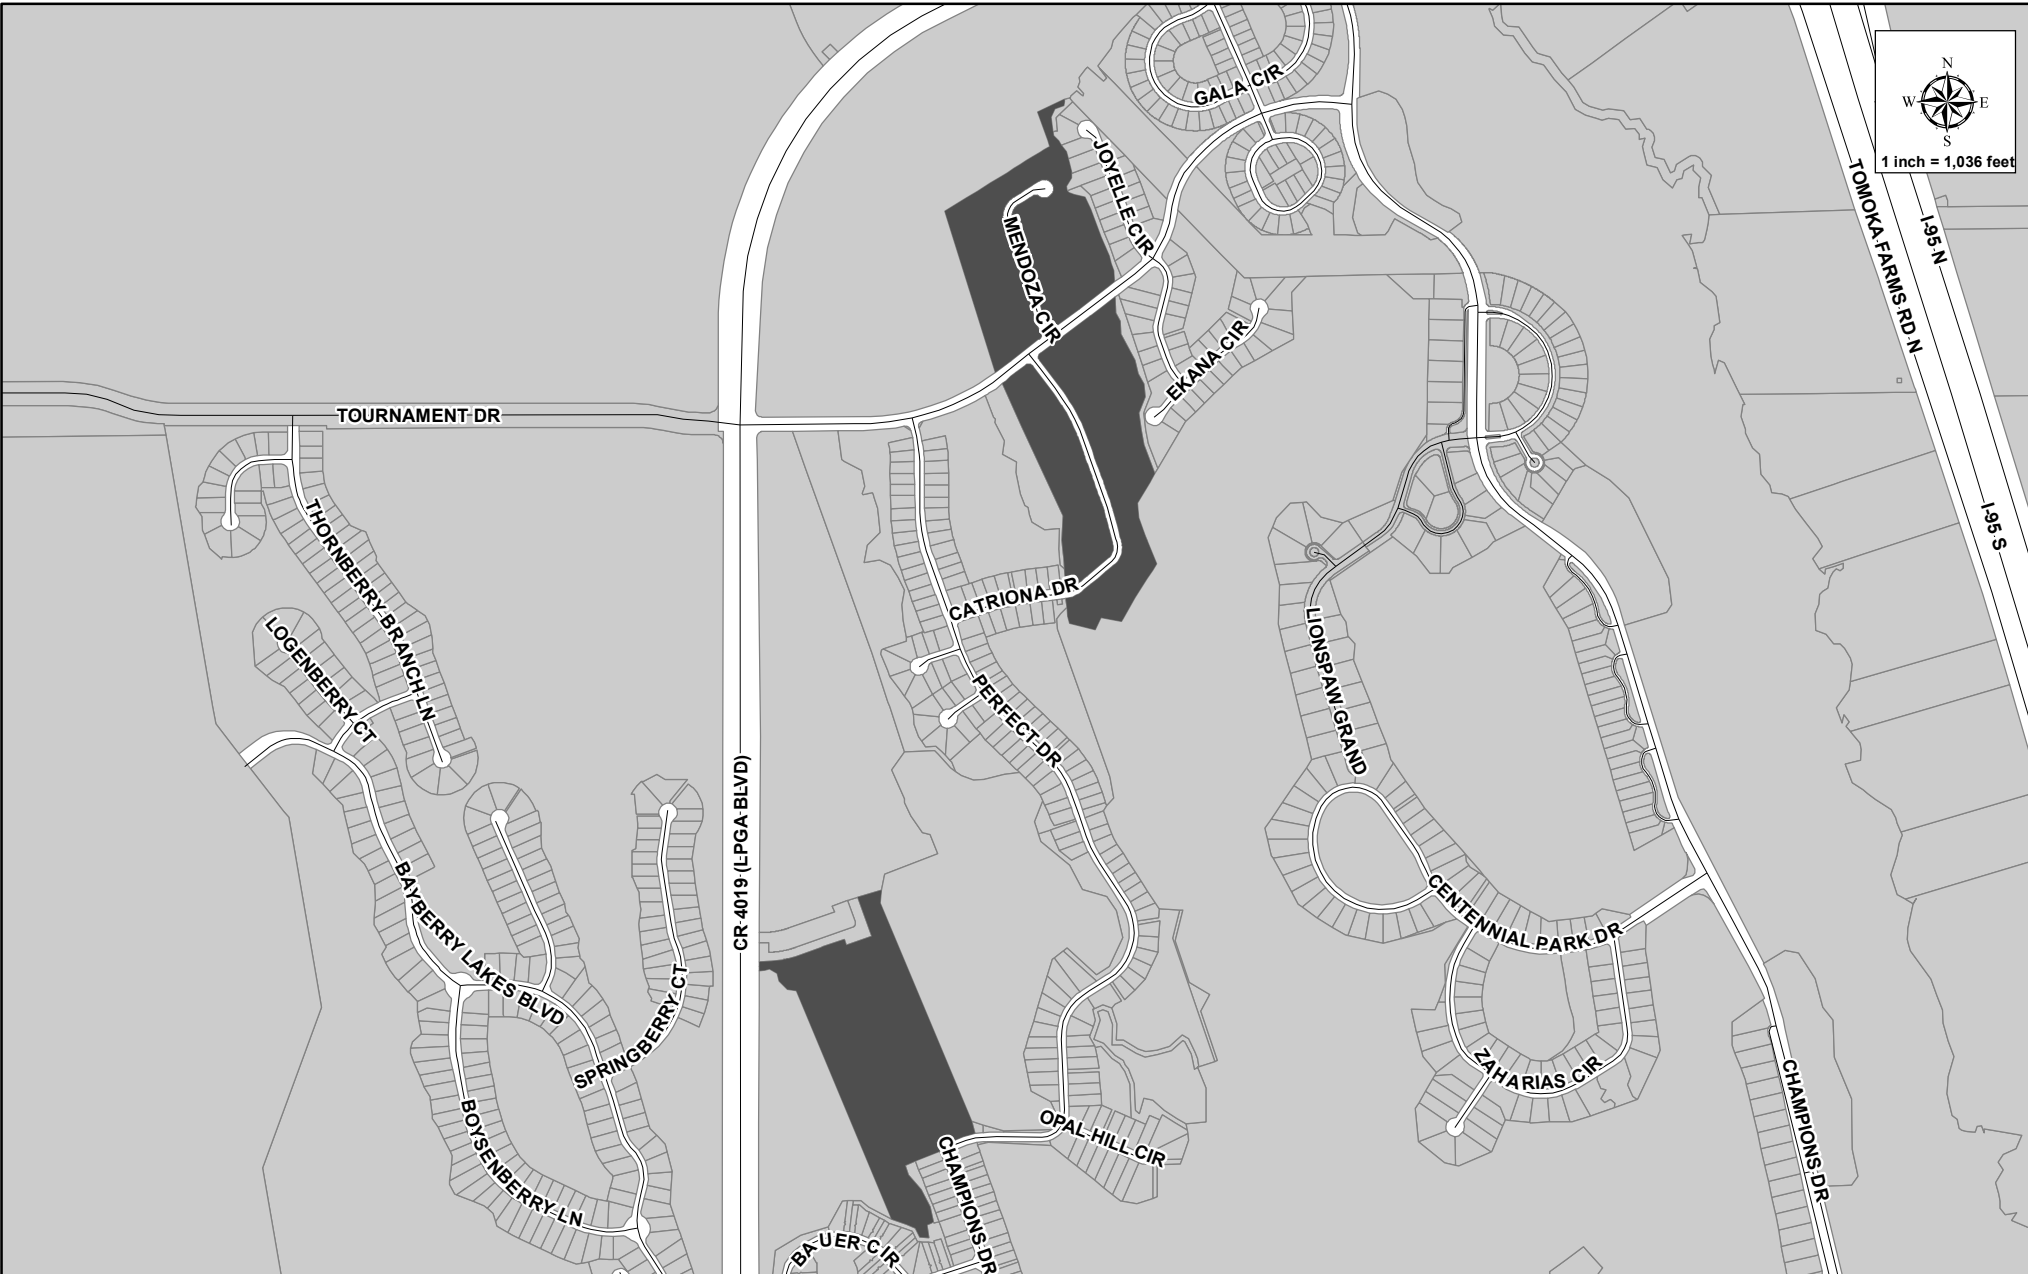 GALA CIR
N
W E
S
1 inch = 1,036 feet
JOYELLE CIR
TOMOKA FARMS RD N
I-95 N
MENDOZA CIR
EKANA CIR
TOURNAMENT DR
I-95 S
THORNBERRY BRANCH LN
CATRIONA DR
LOGENBERRY CT
LIONSPAW GRAND
PERFECT DR
CR 4019 (LPGA BLVD)
BAYBERRY LAKES BLVD
CENTENNIAL PARK DR
SPRINGBERRY CT
ZAHARIAS CIR
BOYSENBERRY LN
OPAL HILL CIR
CHAMPIONS DR
CHAMPIONS DR
BAUER CIR